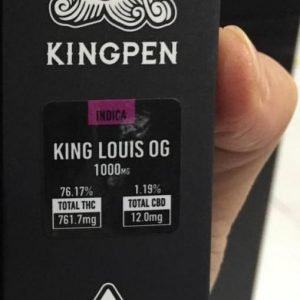 KINGPEN
INDICA
KING LOUIS OG
1000MG
76.17% 1.19%
TOTAL THC TOTAL CBD
761.7mg 12.0mg